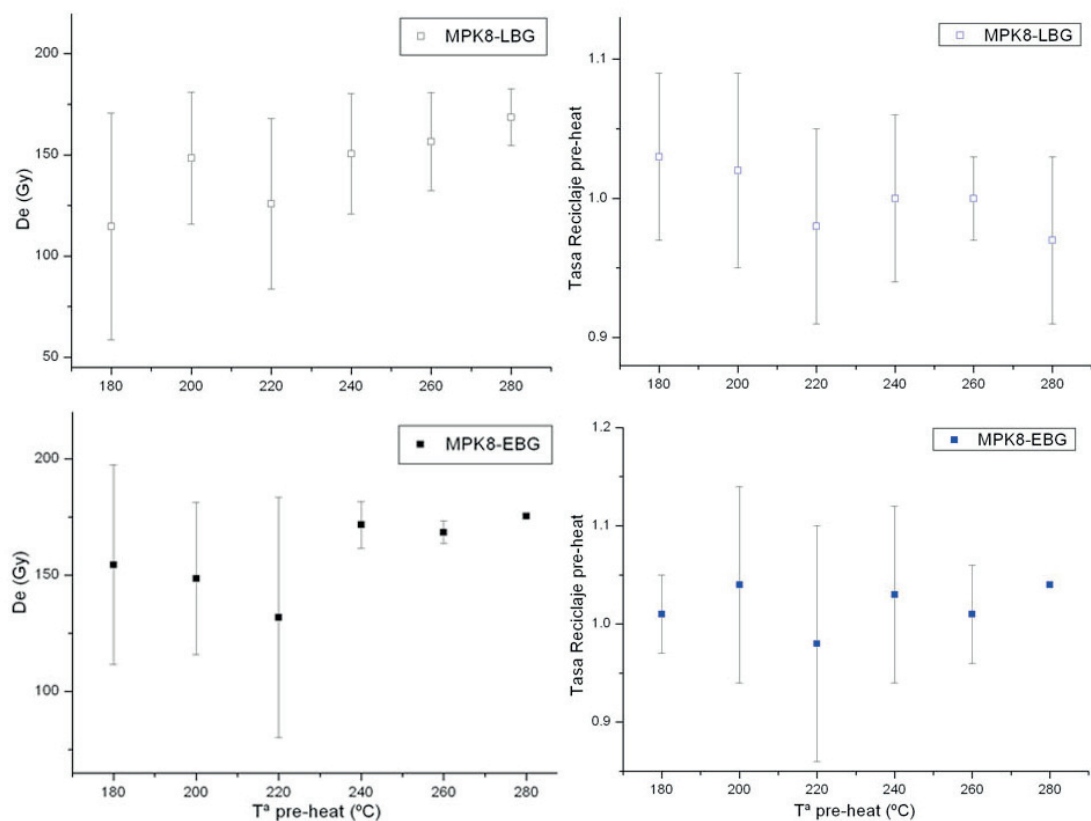 MPK8-LBG
De (Gy)
200
150
100
50
180 200 220 240 260 280
MPK8-LBG
Tasa Reciclaje pre-heat
1.1
1.0
0.9
180 200 220 240 260 280
MPK8-EBG
De (Gy)
200
150
100
180 200 220 240 260 280
Tª pre-heat (ºC)
MPK8-EBG
Tasa Reciclaje pre-heat
1.2
1.1
1.0
0.9
180 200 220 240 260 280
Tª pre-heat (ºC)